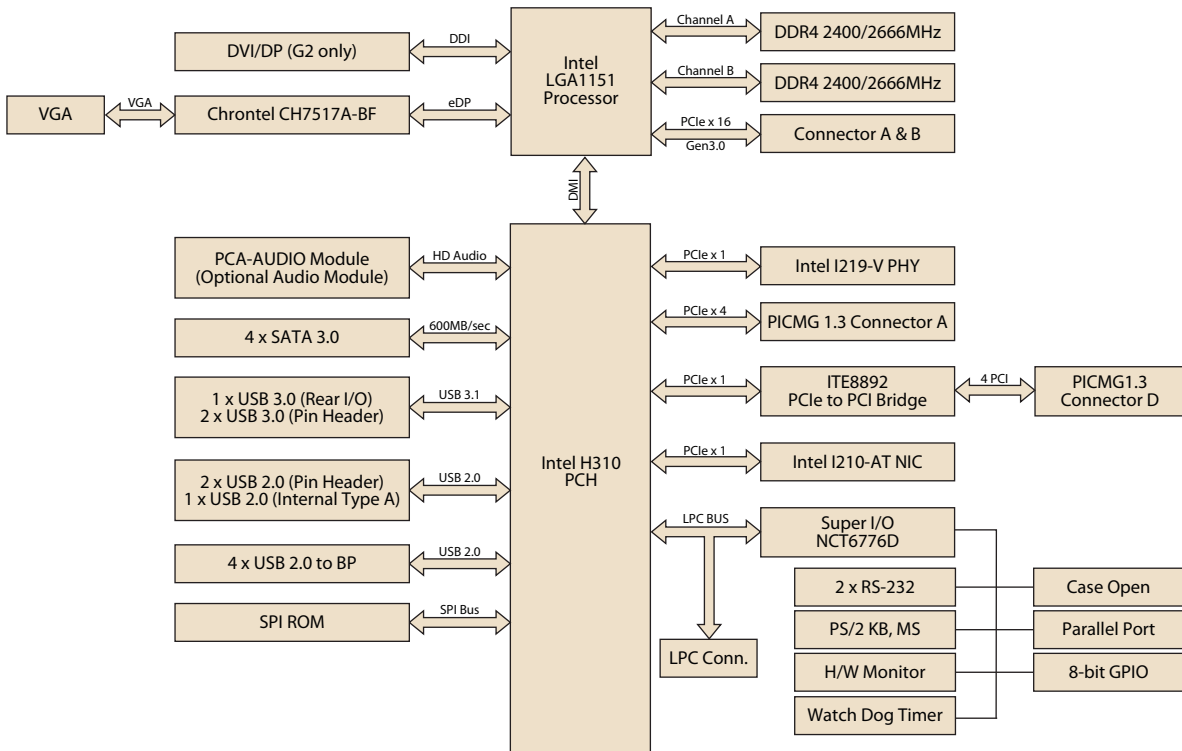 DVI/DP (G2 only)
DDI
Intel
LGA1151
Processor
Channel A
DDR4 2400/2666MHz
Channel B
DDR4 2400/2666MHz
VGA
VGA
Chrontel CH7517A-BF
eDP
PCIe x 16
Gen3.0
Connector A & B
DMI
PCA-AUDIO Module
(Optional Audio Module)
HD Audio
4 x SATA 3.0
600MB/sec
1 x USB 3.0 (Rear I/O)
2 x USB 3.0 (Pin Header)
USB 3.1
2 x USB 2.0 (Pin Header)
1 x USB 2.0 (Internal Type A)
USB 2.0
4 x USB 2.0 to BP
USB 2.0
SPI ROM
SPI Bus
Intel H310
PCH
PCIe x 1
Intel I219-V PHY
PCIe x 4
PICMG 1.3 Connector A
PCIe x 1
ITE8892
PCIe to PCI Bridge
4 PCI
PICMG1.3
Connector D
PCIe x 1
Intel I210-AT NIC
LPC BUS
Super I/O
NCT6776D
LPC Conn.
2 x RS-232
Case Open
PS/2 KB, MS
Parallel Port
H/W Monitor
8-bit GPIO
Watch Dog Timer